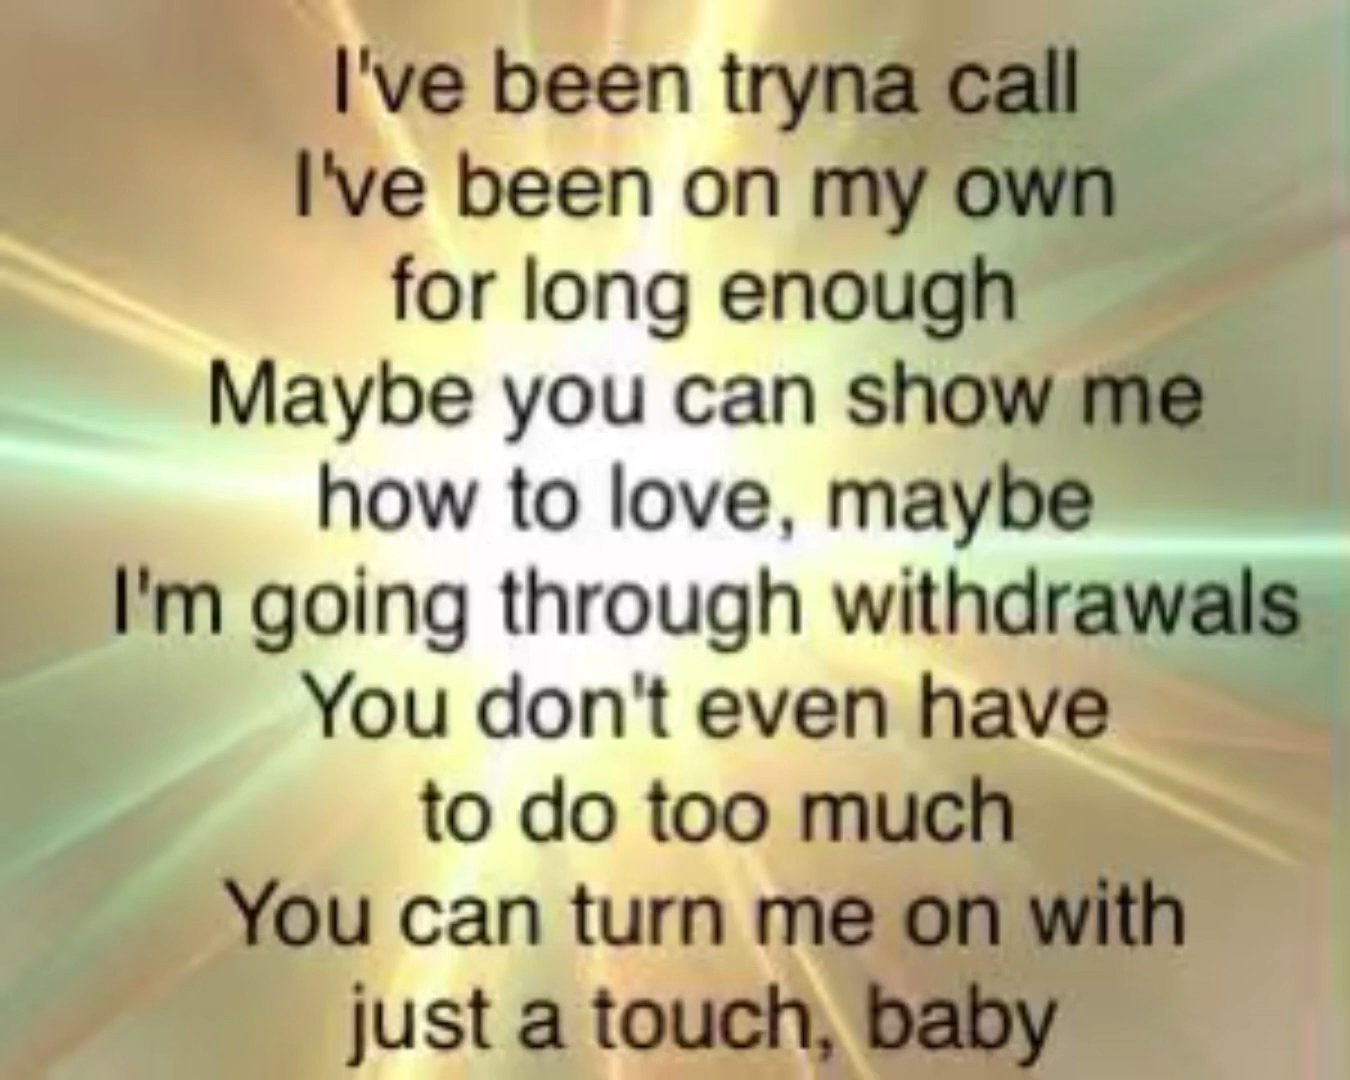 I've been tryna call
I've been on my own
for long enough
Maybe you can show me
how to love, maybe
I'm going through withdrawals
You don't even have
to do too much
You can turn me on with
just a touch, baby